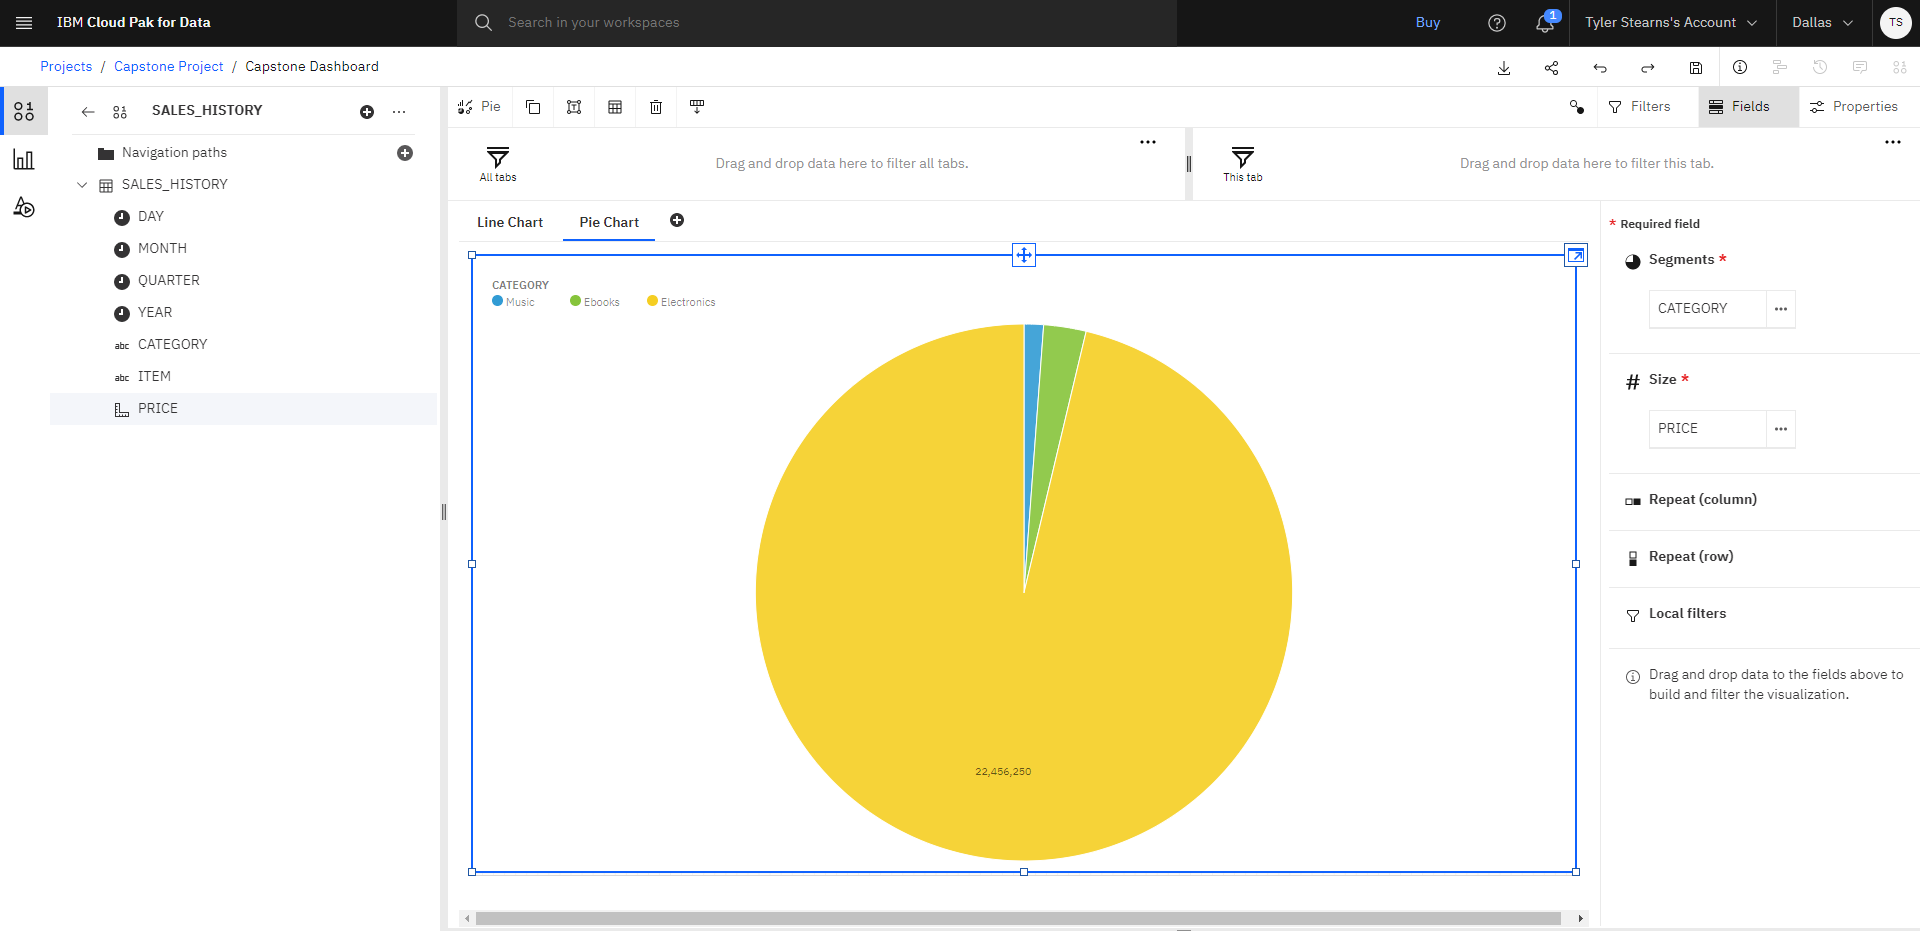 IBM Cloud Pak for Data
Search in your workspaces
Buy
1
Tyler Stearns's Account
Dallas
TS
Projects / Capstone Project / Capstone Dashboard
SALES_HISTORY
Pie
Filters
Fields
Properties
Navigation paths
SALES_HISTORY
DAY
MONTH
QUARTER
YEAR
abc CATEGORY
abc ITEM
PRICE
All tabs
Drag and drop data here to filter all tabs.
This tab
Drag and drop data here to filter this tab.
Line Chart
Pie Chart
CATEGORY
Music Ebooks Electronics
22,456,250
* Required field
Segments *
CATEGORY
# Size *
PRICE
Repeat (column)
Repeat (row)
Local filters
Drag and drop data to the fields above to
build and filter the visualization.